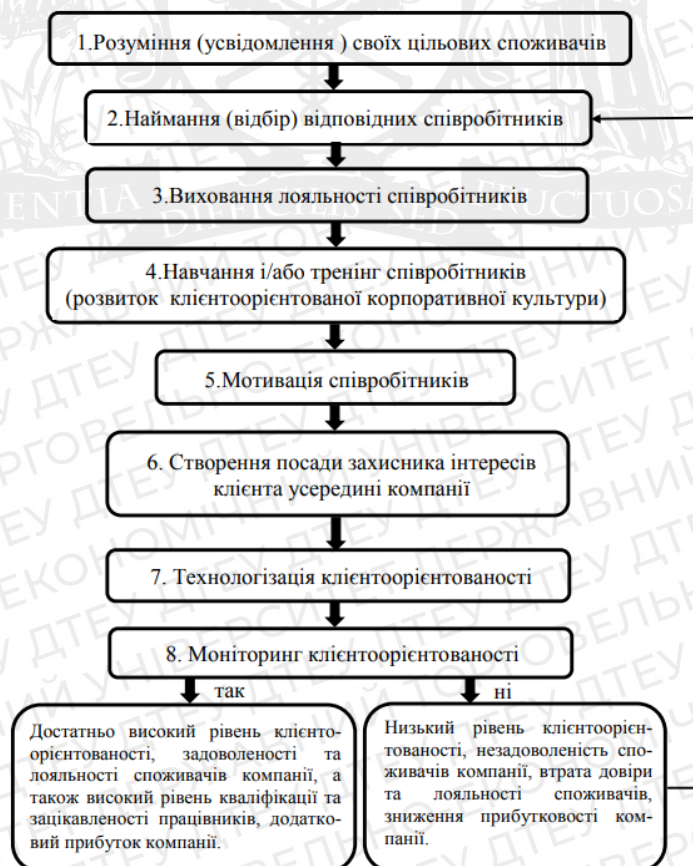 1.Розуміння (усвідомлення ) своїх цільових споживачів
2.Наймання (відбір) відповідних співробітників
3.Виховання лояльності співробітників
4.Навчання і/або тренінг співробітників
(розвиток клієнтоорієнтованої корпоративної культури)
5.Мотивація співробітників
6. Створення посади захисника інтересів
клієнта усередині компанії
7. Технологізація клієнтоорієнтованості
8. Моніторинг клієнтоорієнтованості
так
ні
Достатньо високий рівень клієнто-
орієнтованості, задоволеності та
лояльності споживачів компанії, а
також високий рівень кваліфікації та
зацікавленості працівників, додатко-
вий прибуток компанії.
Низький рівень клієнтоорієн-
тованості, незадоволеність спо-
живачів компанії, втрата довіри
та лояльності споживачів,
зниження прибутковості ком-
панії.